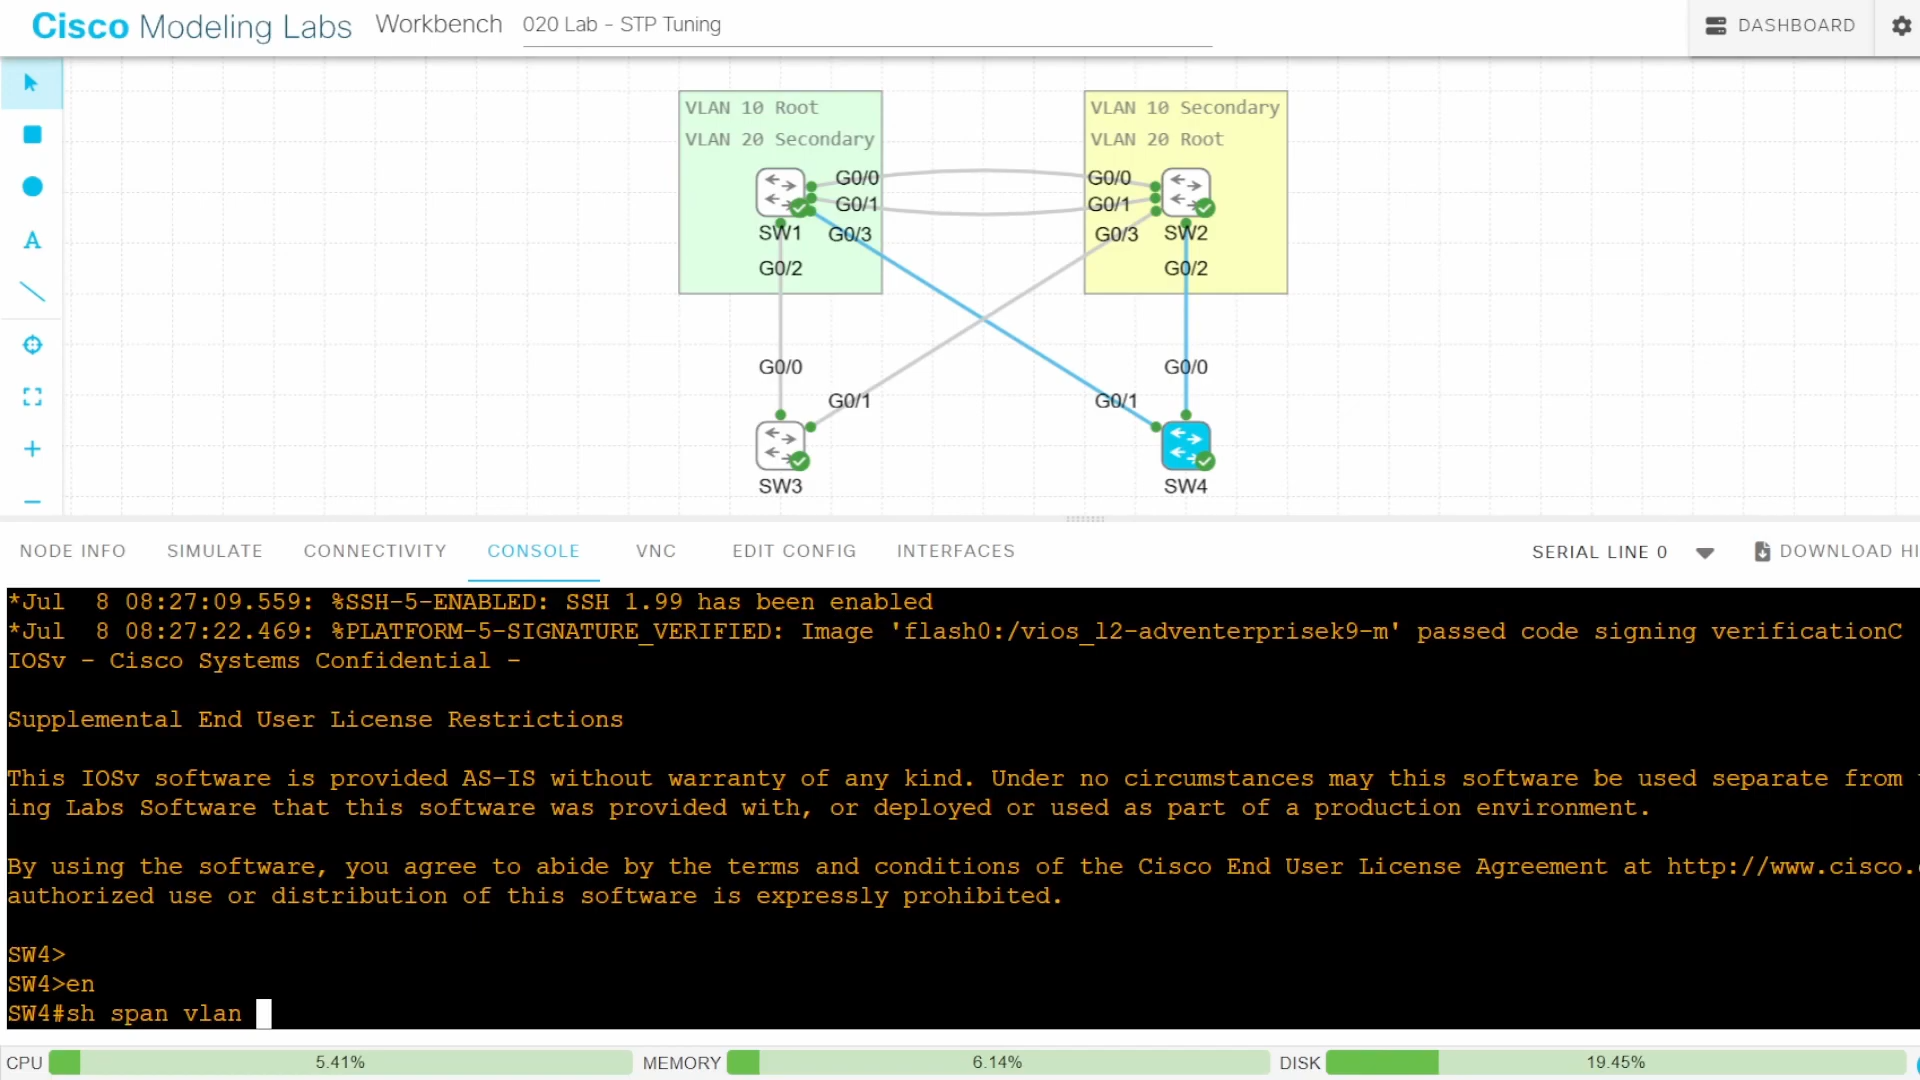 Cisco Modeling Labs Workbench 020 Lab - STP Tuning DASHBOARD
VLAN 10 Root
VLAN 20 Secondary
VLAN 10 Secondary
VLAN 20 Root
G0/0
G0/1
G0/3
SW1
G0/2
G0/0
G0/1
G0/3
SW2
G0/2
G0/0
G0/1
SW3
G0/0
G0/1
SW4
NODE INFO SIMULATE CONNECTIVITY CONSOLE VNC EDIT CONFIG INTERFACES SERIAL LINE 0 DOWNLOAD HI
*Jul  8 08:27:09.559: %SSH-5-ENABLED: SSH 1.99 has been enabled
*Jul  8 08:27:22.469: %PLATFORM-5-SIGNATURE_VERIFIED: Image 'flash0:/vios_l2-adventerprisek9-m' passed code signing verificationC
IOSv - Cisco Systems Confidential -
Supplemental End User License Restrictions
This IOSv software is provided AS-IS without warranty of any kind. Under no circumstances may this software be used separate from
ing Labs Software that this software was provided with, or deployed or used as part of a production environment.
By using the software, you agree to abide by the terms and conditions of the Cisco End User License Agreement at http://www.cisco.
authorized use or distribution of this software is expressly prohibited.
SW4>
SW4>en
SW4#sh span vlan
CPU 5.41% MEMORY 6.14% DISK 19.45%